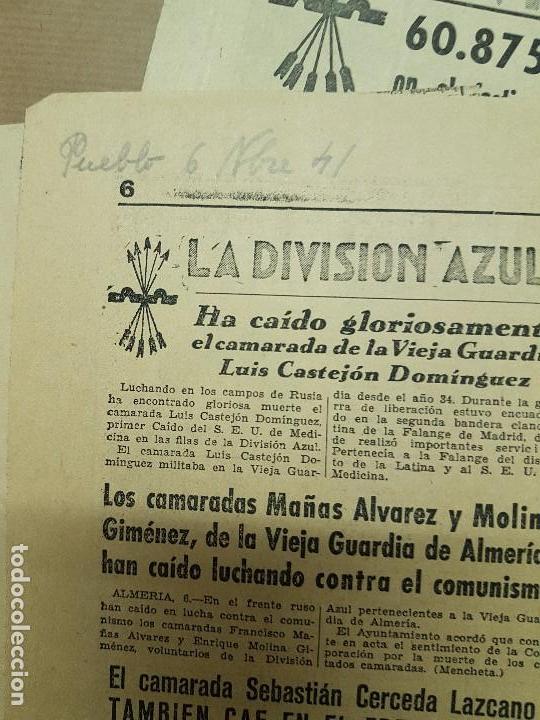 60.875
Pueblo 6 Nbre 41
6
LA DIVISION AZUL
Ha caído gloriosament
el camarada de la Vieja Guardi
Luis Castejón Domínguez
Luchando en los campos de Rusia
ha encontrado gloriosa muerte el
camarada Luis Castejón Domínguez,
primer Caído del S. E. U. de Medi-
cina en las filas de la División Azul.
El camarada Luis Castejón Do-
mínguez militaba en la Vieja Guar-
dia desde el año 34. Durante la g
rra de liberación estuvo encuad
do en la segunda bandera cland
tina de la Falange de Madrid, d
de realizó importantes servici
Pertenecía a la Falange del dis
to de la Latina y al S. E. U.
Medicina.
Los camaradas Mañas Alvarez y Molin
Giménez, de la Vieja Guardia de Almería
han caído luchando contra el comunism
ALMERIA, 6.—En el frente ruso
han caído en lucha contra el comu-
nismo los camaradas Francisco Ma-
ñas Alvarez y Enrique Molina Gi-
ménez, voluntarios de la División
Azul pertenecientes a la Vieja Gua
dia de Almería.
El Ayuntamiento acordó que con
te en acta el sentimiento de la Co
poración por la muerte de los c
tados camaradas. (Mencheta.)
El camarada Sebastián Cerceda Lazcano
TAMBIEN CAE EN EL
todocoleccion